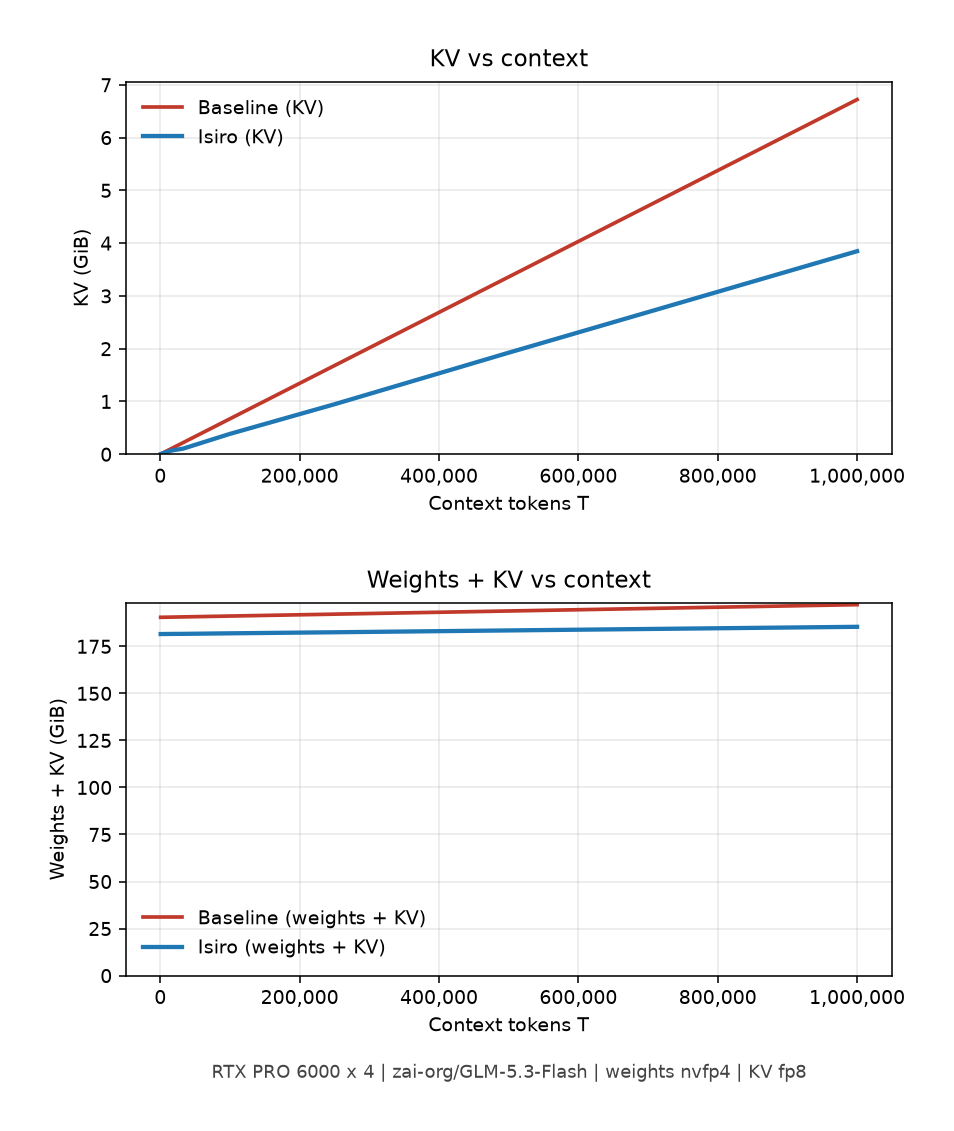 KV vs context
Baseline (KV)
Isiro (KV)
KV (GiB)
7
6
5
4
3
2
1
0
0 200,000 400,000 600,000 800,000 1,000,000
Context tokens T
Weights + KV vs context
Weights + KV (GiB)
175
150
125
100
75
50
25
0
Baseline (weights + KV)
Isiro (weights + KV)
0 200,000 400,000 600,000 800,000 1,000,000
Context tokens T
RTX PRO 6000 x 4 | zai-org/GLM-5.3-Flash | weights nvfp4 | KV fp8